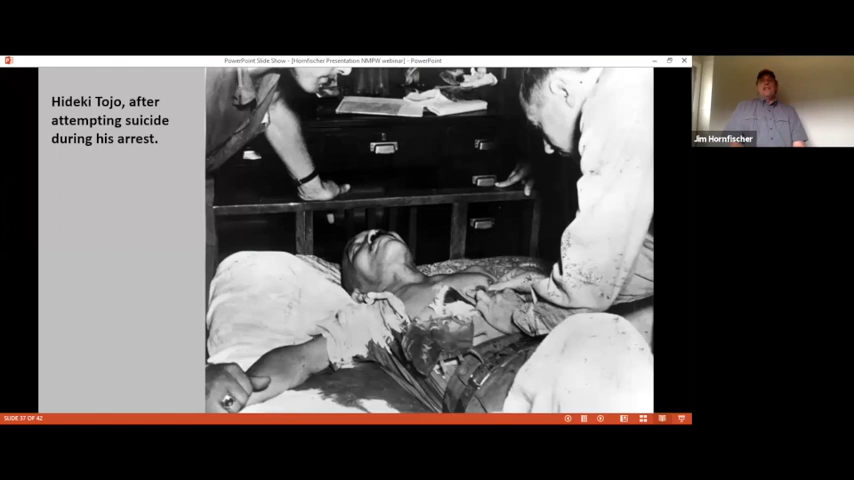 PowerPoint Slide Show - [Hornfischer Presentation NMPW webinar] - PowerPoint
Hideki Tojo, after
attempting suicide
during his arrest.
Jim Hornfischer
SLIDE 37 OF 42